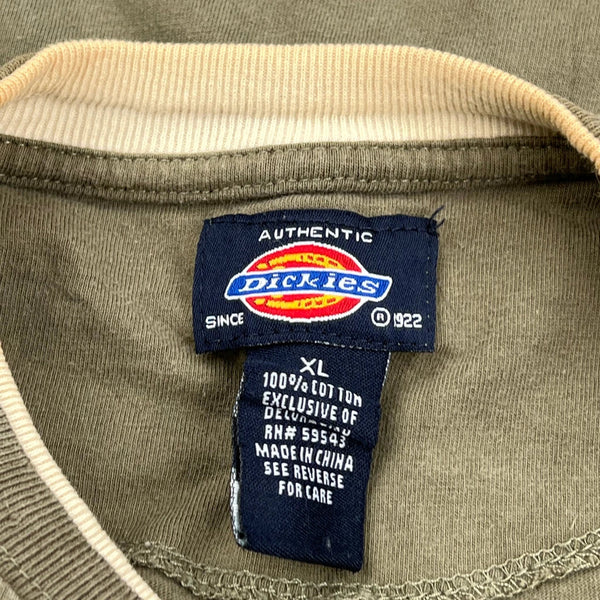 AUTHENTIC
Dickies
SINCE ® 1922
XL
100% COTTON
EXCLUSIVE OF
RN# 59543
MADE IN CHINA
SEE REVERSE
FOR CARE